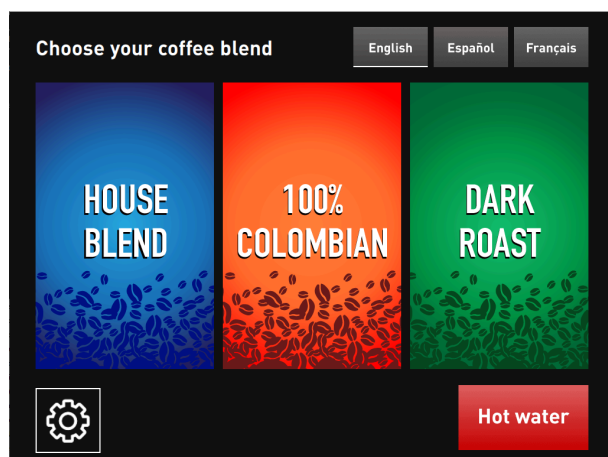 Choose your coffee blend
English
Español
Français
HOUSE
BLEND
100%
COLOMBIAN
DARK
ROAST
Hot water